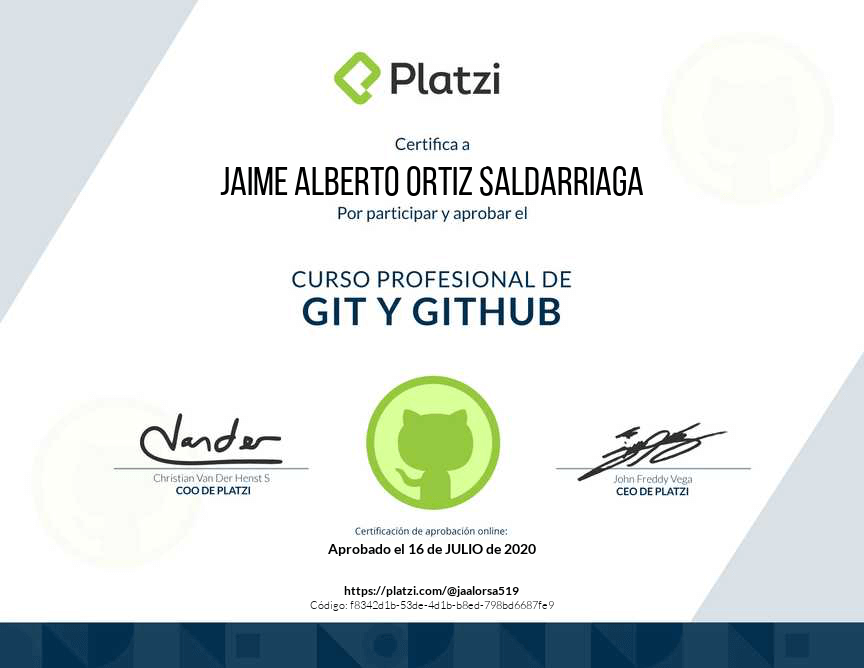 Platzi
Certifica a
JAIME ALBERTO ORTIZ SALDARRIAGA
Por participar y aprobar el
CURSO PROFESIONAL DE
GIT Y GITHUB
Vander
Christian Van Der Henst S
COO DE PLATZI
John Freddy Vega
CEO DE PLATZI
Certificación de aprobación online:
Aprobado el 16 de JULIO de 2020
https://platzi.com/@jaalorsa519
Código: f8342d1b-53de-4d1b-b8ed-798bd6687fe9